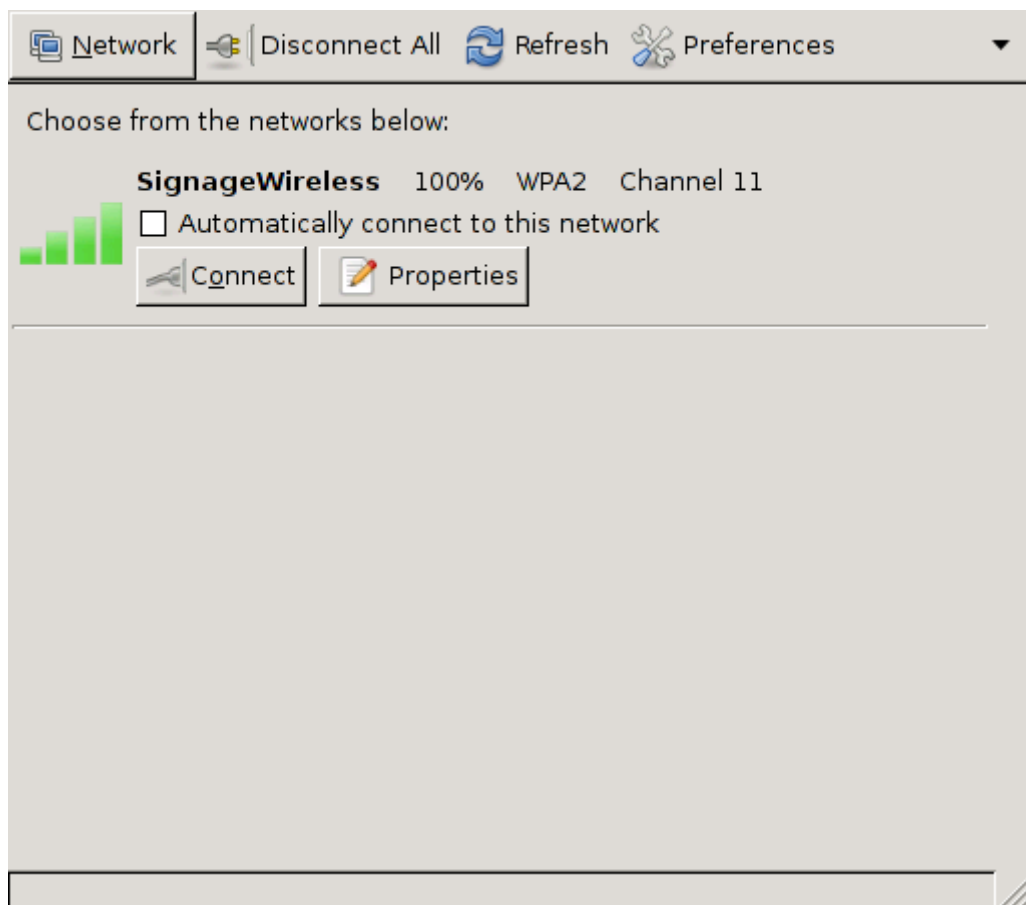 Network Disconnect All Refresh Preferences
Choose from the networks below:
SignageWireless 100% WPA2 Channel 11
Automatically connect to this network
Connect Properties